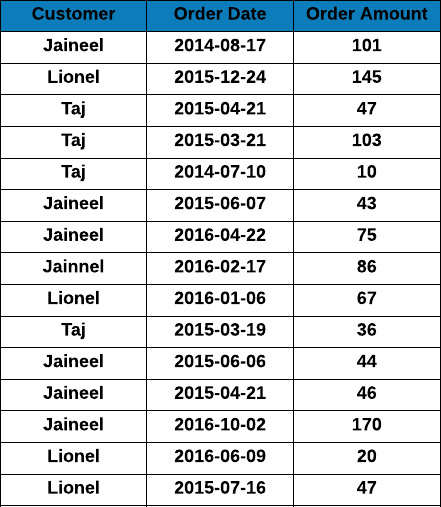 Customer Order Date Order Amount
Jaineel 2014-08-17 101
Lionel 2015-12-24 145
Taj 2015-04-21 47
Taj 2015-03-21 103
Taj 2014-07-10 10
Jaineel 2015-06-07 43
Jaineel 2016-04-22 75
Jainnel 2016-02-17 86
Lionel 2016-01-06 67
Taj 2015-03-19 36
Jaineel 2015-06-06 44
Jaineel 2015-04-21 46
Jaineel 2016-10-02 170
Lionel 2016-06-09 20
Lionel 2015-07-16 47